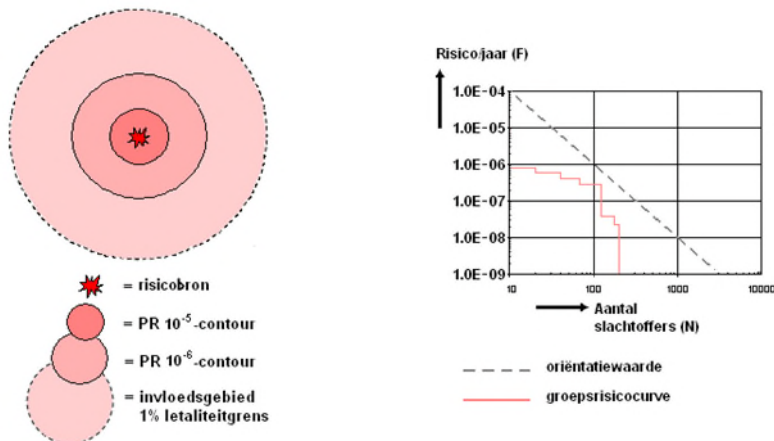 = risicobron
= PR 10⁻⁵-contour
= PR 10⁻⁶-contour
= invloedsgebied
1% letaliteitgrens
Risico/jaar (F)
1.0E-04
1.0E-05
1.0E-06
1.0E-07
1.0E-08
1.0E-09
10
100
1000
10000
Aantal
slachtoffers (N)
oriëntatiewaarde
groepsrisicocurve